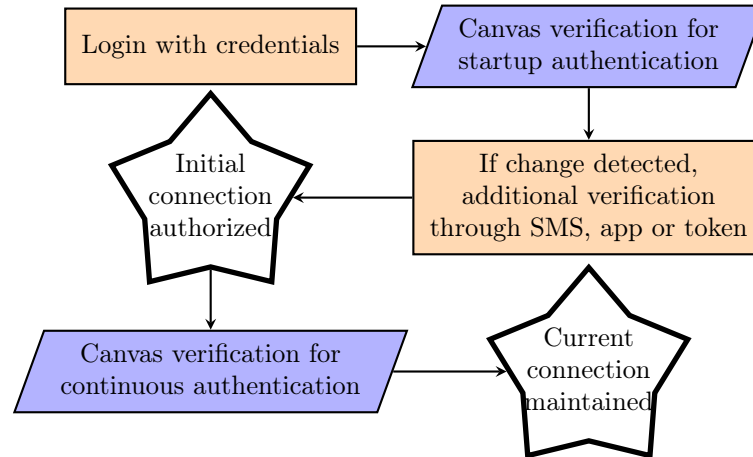 Login with credentials
Canvas verification for
startup authentication
If change detected,
additional verification
through SMS, app or token
Initial
connection
authorized
Canvas verification for
continuous authentication
Current
connection
maintained